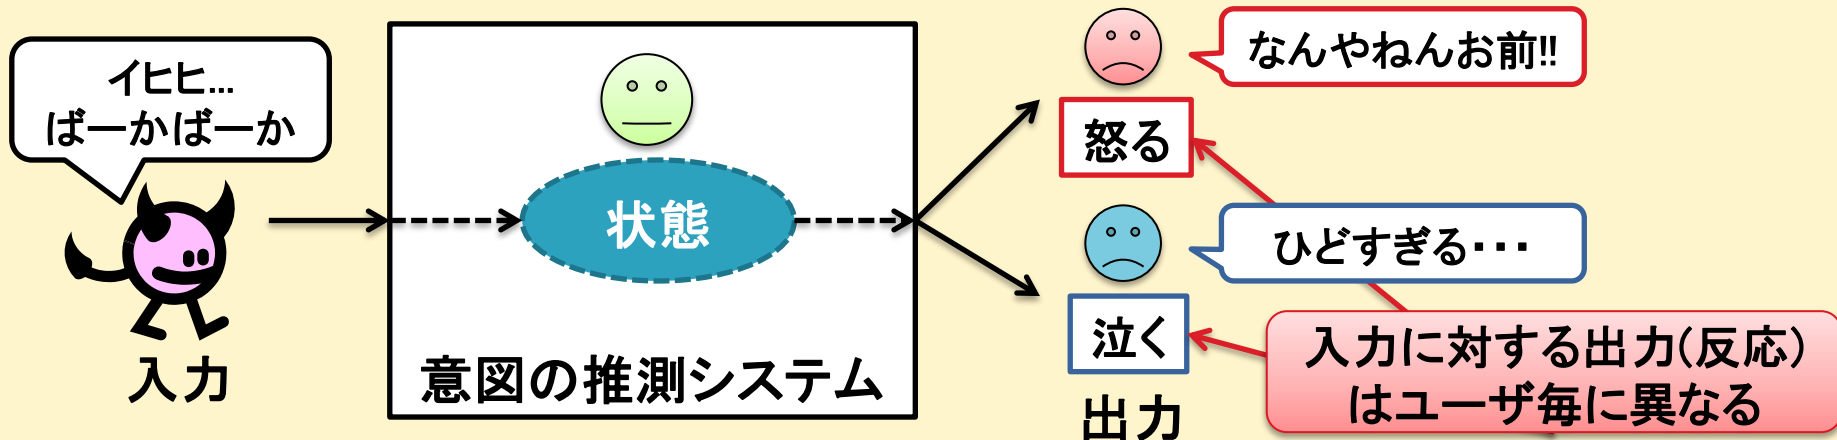 イヒヒ…
ばーかばーか
入力
状態
意図の推測システム
なんやねんお前!!
怒る
ひどすぎる・・・
泣く
出力
入力に対する出力(反応)
はユーザ毎に異なる